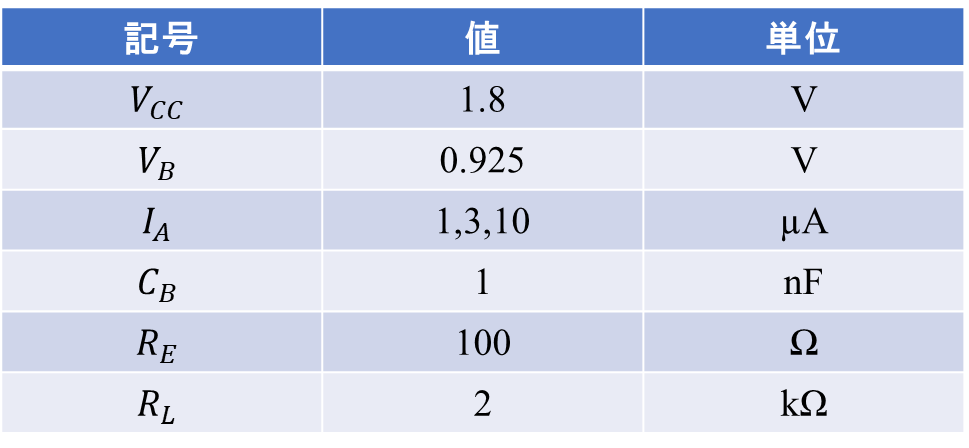 記号 値 単位
V_CC 1.8 V
V_B 0.925 V
I_A 1,3,10 μA
C_B 1 nF
R_E 100 Ω
R_L 2 kΩ